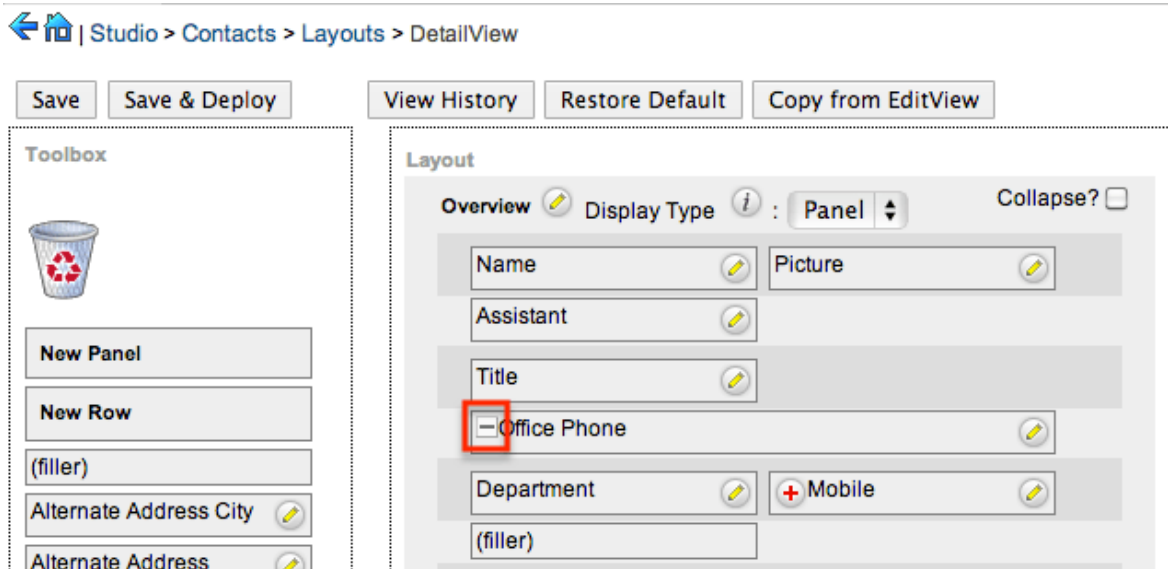 | Studio > Contacts > Layouts > DetailView
Save Save & Deploy View History Restore Default Copy from EditView
Toolbox
New Panel
New Row
(filler)
Alternate Address City
Alternate Address
Layout
Overview Display Type i : Panel Collapse?
Name Picture
Assistant
Title
Office Phone
Department Mobile
(filler)